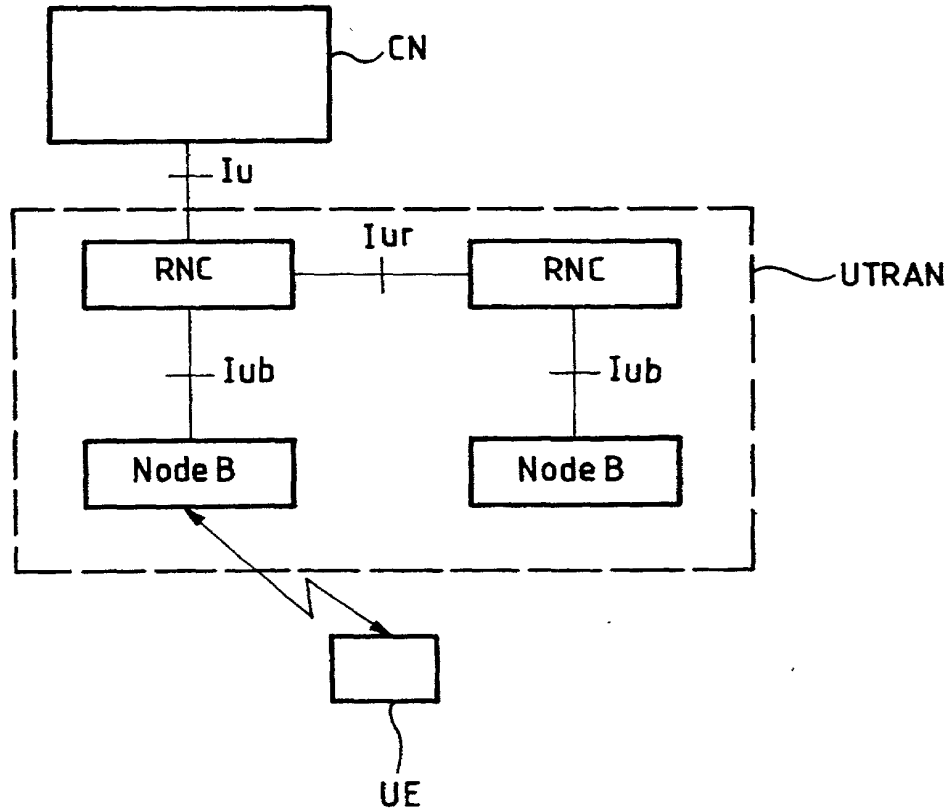 CN
Iu
Iur
RNC
RNC
UTRAN
Iub
Iub
Node B
Node B
UE